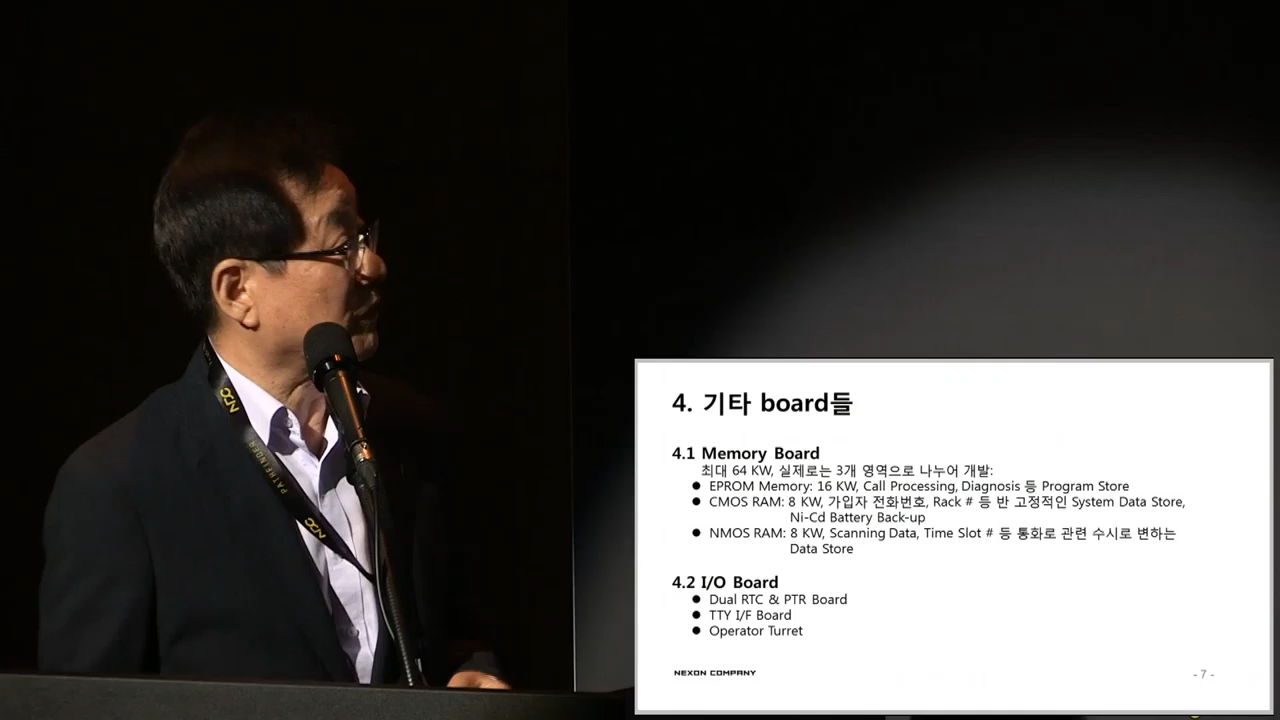 NDC
PATHFINDER
NDC
4. 기타 board들
4.1 Memory Board
최대 64 KW, 실제로는 3개 영역으로 나누어 개발:
● EPROM Memory: 16 KW, Call Processing, Diagnosis 등 Program Store
● CMOS RAM: 8 KW, 가입자 전화번호, Rack # 등 반 고정적인 System Data Store,
Ni-Cd Battery Back-up
● NMOS RAM: 8 KW, Scanning Data, Time Slot # 등 통화로 관련 수시로 변하는
Data Store
4.2 I/O Board
● Dual RTC & PTR Board
● TTY I/F Board
● Operator Turret
NEXON COMPANY
- 7 -